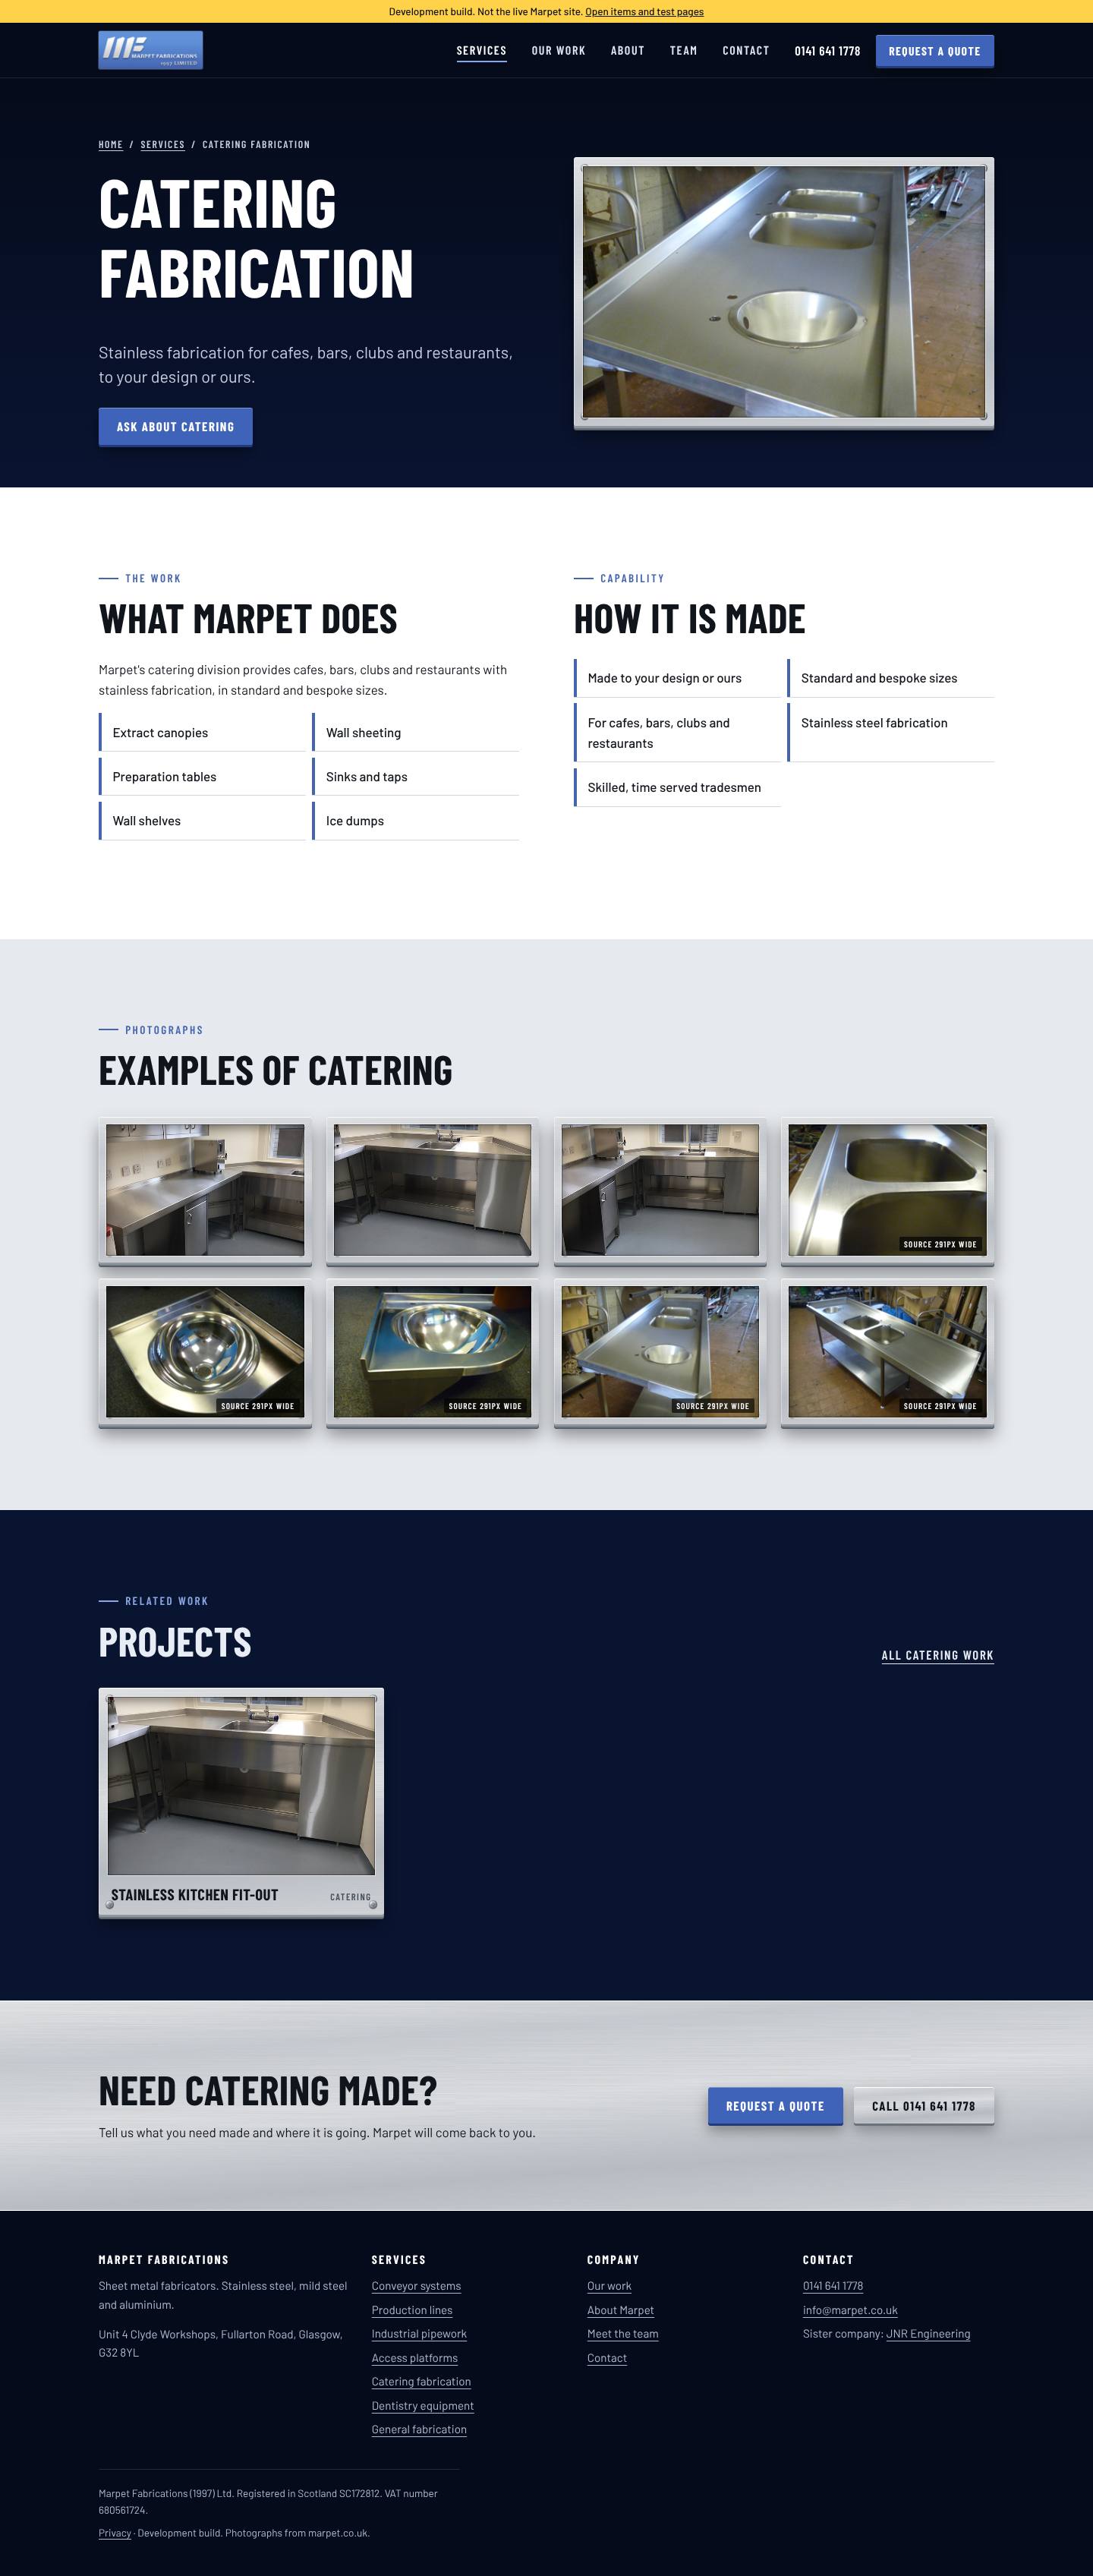 Development build. Not the live Marpet site. Open items and test pages
MF
MARPET FABRICATIONS
1997 LIMITED
SERVICES
OUR WORK
ABOUT
TEAM
CONTACT
0141 641 1778
REQUEST A QUOTE
HOME / SERVICES / CATERING FABRICATION
CATERING
FABRICATION
Stainless fabrication for cafes, bars, clubs and restaurants,
to your design or ours.
ASK ABOUT CATERING
THE WORK
WHAT MARPET DOES
Marpet's catering division provides cafes, bars, clubs and restaurants with
stainless fabrication, in standard and bespoke sizes.
Extract canopies
Wall sheeting
Preparation tables
Sinks and taps
Wall shelves
Ice dumps
CAPABILITY
HOW IT IS MADE
Made to your design or ours
Standard and bespoke sizes
For cafes, bars, clubs and
restaurants
Stainless steel fabrication
Skilled, time served tradesmen
PHOTOGRAPHS
EXAMPLES OF CATERING
SOURCE 291PX WIDE
SOURCE 291PX WIDE
SOURCE 291PX WIDE
SOURCE 291PX WIDE
SOURCE 291PX WIDE
RELATED WORK
PROJECTS
ALL CATERING WORK
STAINLESS KITCHEN FIT-OUT
CATERING
NEED CATERING MADE?
Tell us what you need made and where it is going. Marpet will come back to you.
REQUEST A QUOTE
CALL 0141 641 1778
MARPET FABRICATIONS
Sheet metal fabricators. Stainless steel, mild steel
and aluminium.
Unit 4 Clyde Workshops, Fullarton Road, Glasgow,
G32 8YL
SERVICES
Conveyor systems
Production lines
Industrial pipework
Access platforms
Catering fabrication
Dentistry equipment
General fabrication
COMPANY
Our work
About Marpet
Meet the team
Contact
CONTACT
0141 641 1778
info@marpet.co.uk
Sister company: JNR Engineering
Marpet Fabrications (1997) Ltd. Registered in Scotland SC172812. VAT number
680561724.
Privacy · Development build. Photographs from marpet.co.uk.